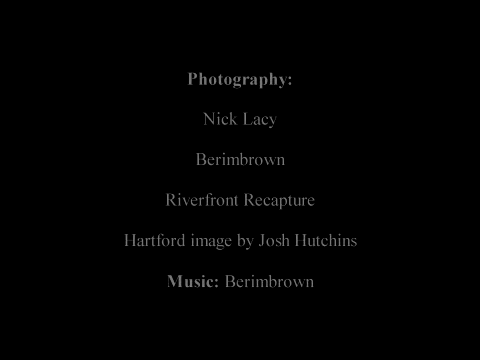 Photography:
Nick Lacy
Berimbrown
Riverfront Recapture
Hartford image by Josh Hutchins
Music: Berimbrown